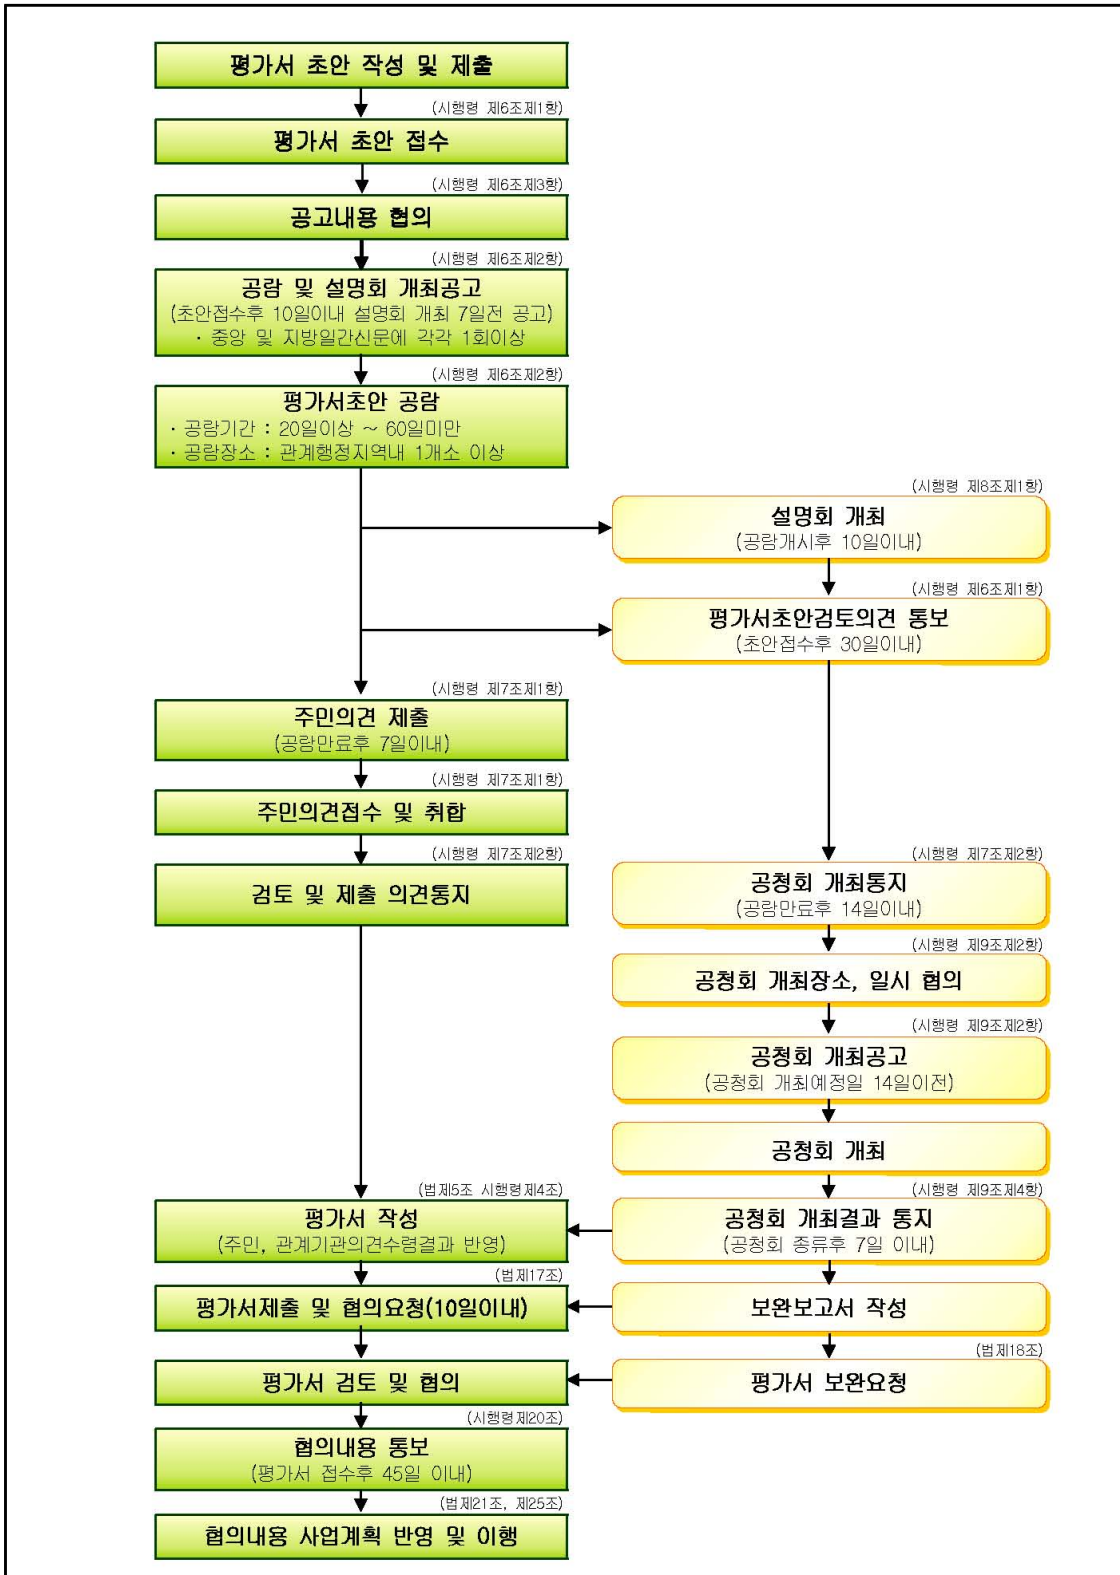 평가서 초안 작성 및 제출
(시행령 제6조제1항)
평가서 초안 접수
(시행령 제6조제3항)
공고내용 협의
(시행령 제6조제2항)
공람 및 설명회 개최공고
(초안접수후 10일이내 설명회 개최 7일전 공고)
· 중앙 및 지방일간신문에 각각 1회이상
(시행령 제6조제2항)
평가서초안 공람
· 공람기간 : 20일이상 ~ 60일미만
· 공람장소 : 관계행정지역내 1개소 이상
(시행령 제8조제1항)
설명회 개최
(공람개시후 10일이내)
(시행령 제6조제1항)
평가서초안검토의견 통보
(초안접수후 30일이내)
(시행령 제7조제1항)
주민의견 제출
(공람만료후 7일이내)
(시행령 제7조제1항)
주민의견접수 및 취합
(시행령 제7조제2항)
검토 및 제출 의견통지
(시행령 제7조제2항)
공청회 개최통지
(공람만료후 14일이내)
(시행령 제9조제2항)
공청회 개최장소, 일시 협의
(시행령 제9조제2항)
공청회 개최공고
(공청회 개최예정일 14일이전)
공청회 개최
(법제5조 시행령제4조)
평가서 작성
(주민, 관계기관의견수령결과 반영)
(시행령 제9조제4항)
공청회 개최결과 통지
(공청회 종류후 7일 이내)
(법제17조)
평가서제출 및 협의요청(10일이내)
보완보고서 작성
평가서 검토 및 협의
(법제18조)
평가서 보완요청
(시행령제20조)
협의내용 통보
(평가서 접수후 45일 이내)
(법제21조, 제25조)
협의내용 사업계획 반영 및 이행